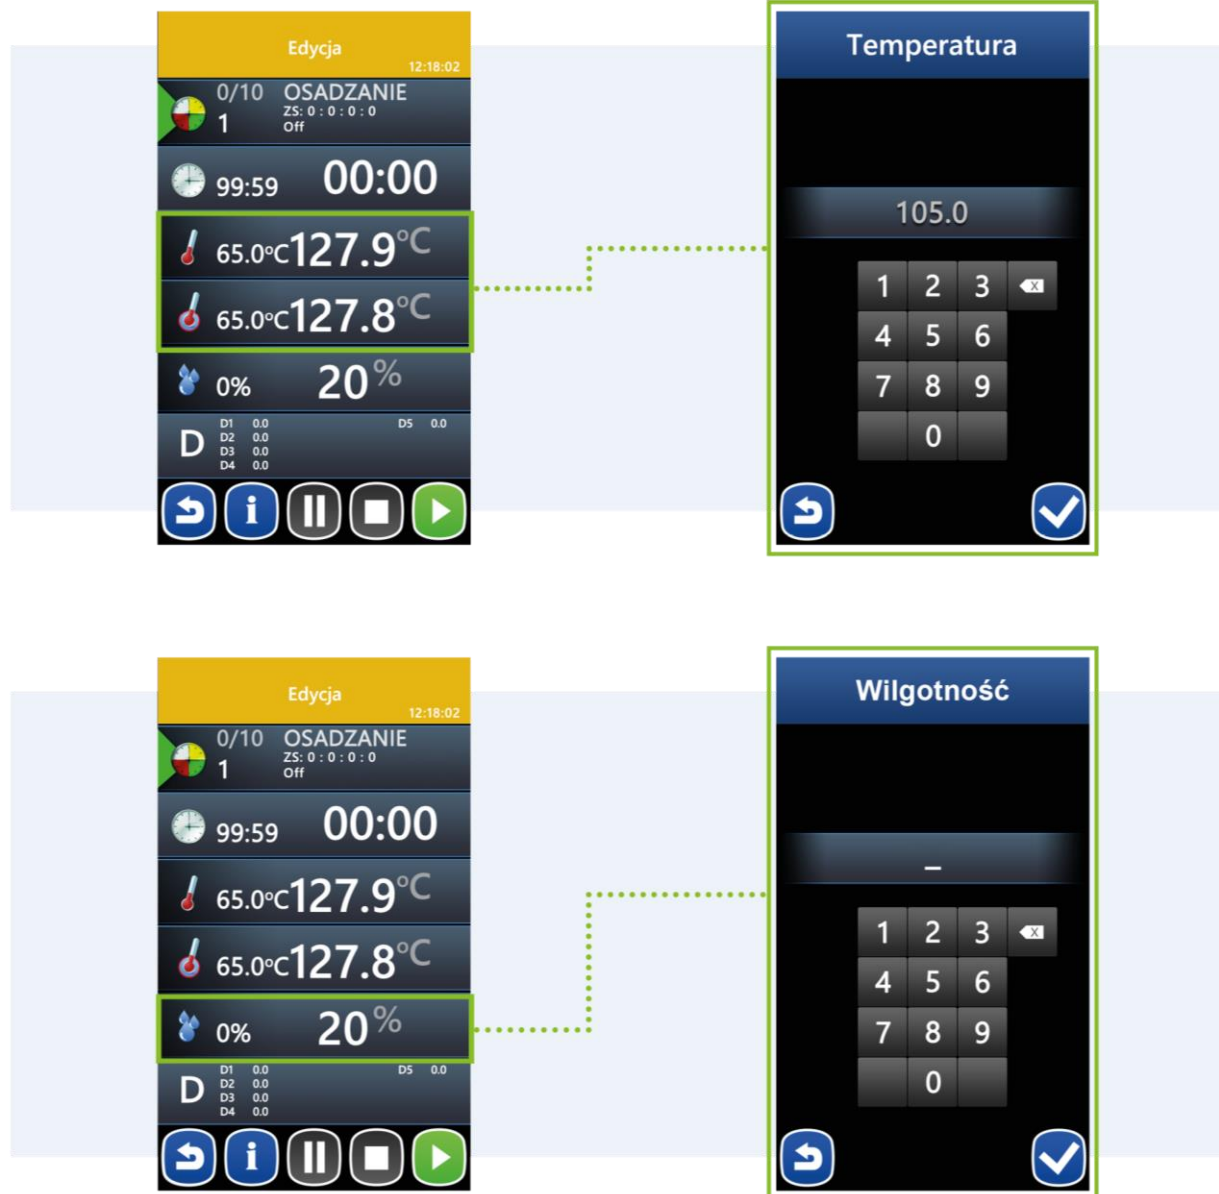 Edycja
12:18:02
0/10 OSADZANIE
ZS: 0 : 0 : 0 : 0
1 Off
99:59 00:00
65.0°C 127.9°C
65.0°C 127.8°C
0% 20%
D
D1 0.0 D5 0.0
D2 0.0
D3 0.0
D4 0.0
i
Temperatura
105.0
1 2 3 X
4 5 6
7 8 9
0
Edycja
12:18:02
0/10 OSADZANIE
ZS: 0 : 0 : 0 : 0
1 Off
99:59 00:00
65.0°C 127.9°C
65.0°C 127.8°C
0% 20%
D
D1 0.0 D5 0.0
D2 0.0
D3 0.0
D4 0.0
i
Wilgotność
_
1 2 3 X
4 5 6
7 8 9
0